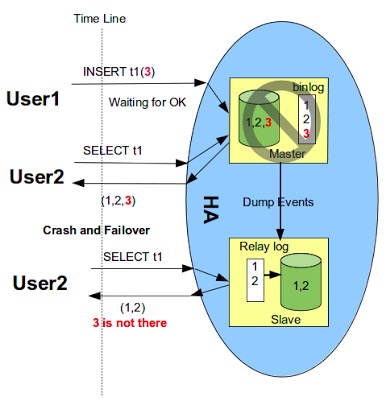 Time Line
INSERT t1(3)
User1
Waiting for OK
binlog
1,2,3
1
2
3
Master
SELECT t1
User2
(1,2,3)
HA
Dump Events
Crash and Failover
SELECT t1
User2
Relay log
1
2
1,2
Slave
(1,2)
3 is not there